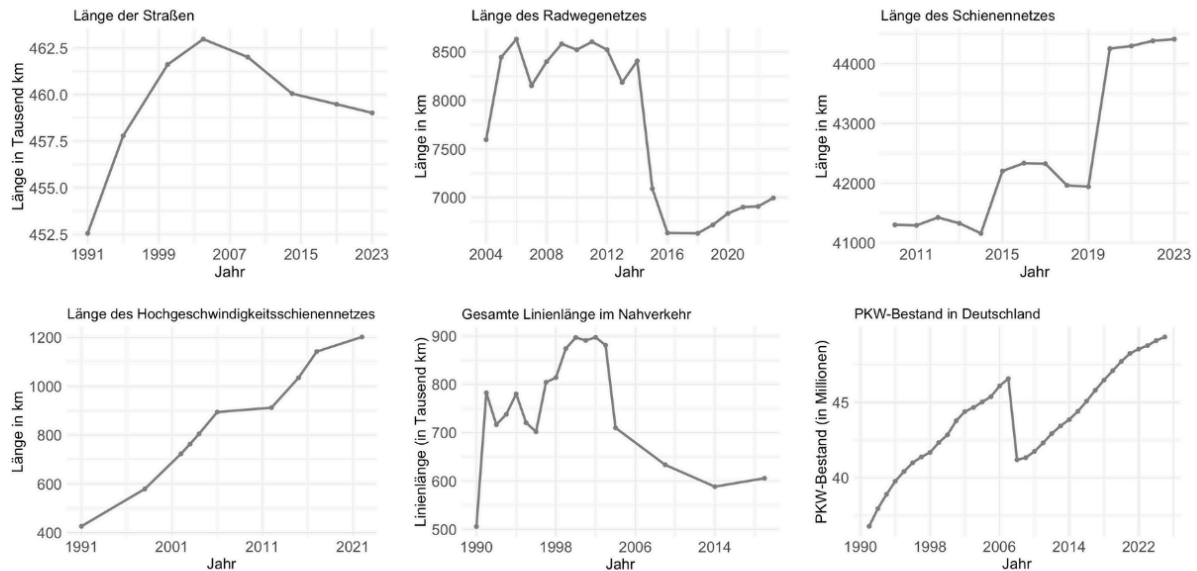 Länge der Straßen
Länge in Tausend km
462.5
460.0
457.5
455.0
452.5
1991 1999 2007 2015 2023
Jahr
Länge des Radwegenetzes
Länge in km
8500
8000
7500
7000
2004 2008 2012 2016 2020
Jahr
Länge des Schienennetzes
Länge in km
44000
43000
42000
41000
2011 2015 2019 2023
Jahr
Länge des Hochgeschwindigkeitsschienennetzes
Länge in km
1200
1000
800
600
400
1991 2001 2011 2021
Jahr
Gesamte Linienlänge im Nahverkehr
Linienlänge (in Tausend km)
900
800
700
600
500
1990 1998 2006 2014
Jahr
PKW-Bestand in Deutschland
PKW-Bestand (in Millionen)
45
40
1990 1998 2006 2014 2022
Jahr